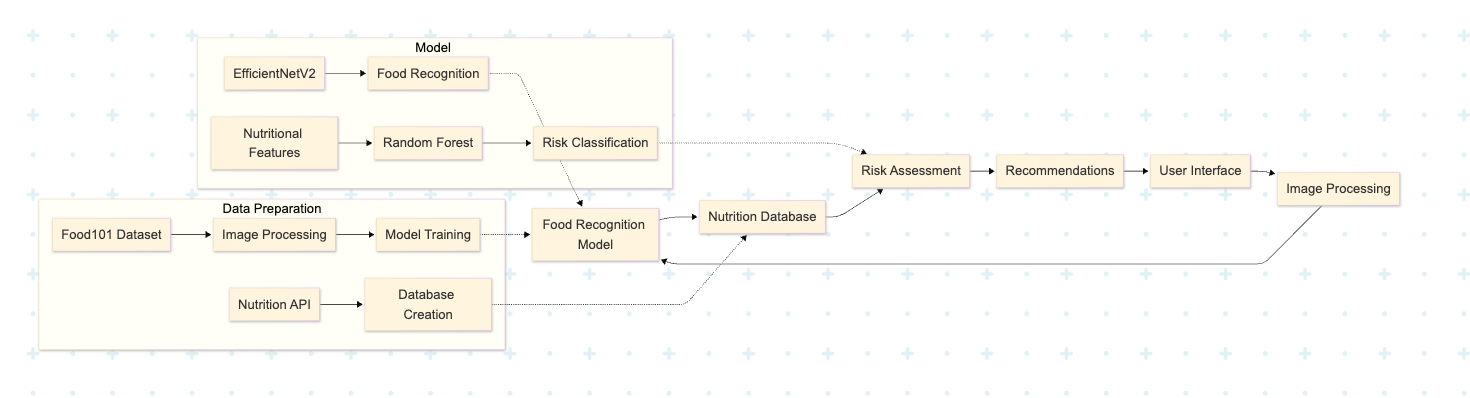 Model
EfficientNetV2
Food Recognition
Nutritional
Features
Random Forest
Risk Classification
Risk Assessment
Recommendations
User Interface
Image Processing
Data Preparation
Food101 Dataset
Image Processing
Model Training
Food Recognition
Model
Nutrition Database
Nutrition API
Database
Creation